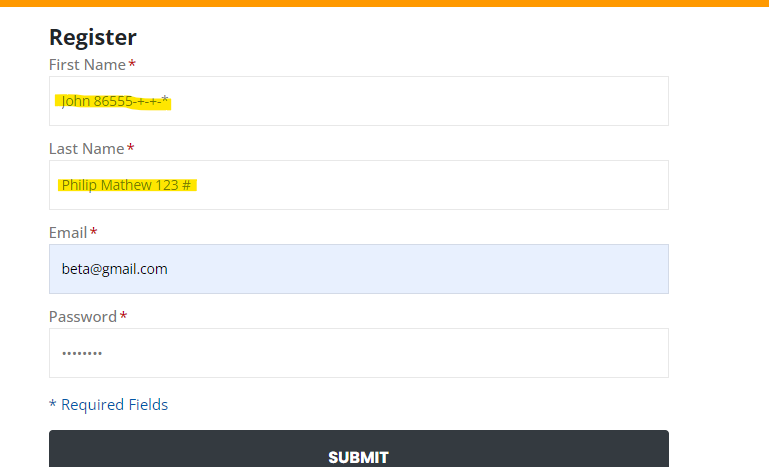 Register
First Name*
John 86555-+-+-*
Last Name*
Philip Mathew 123 #
Email*
beta@gmail.com
Password*
••••••••
* Required Fields
SUBMIT